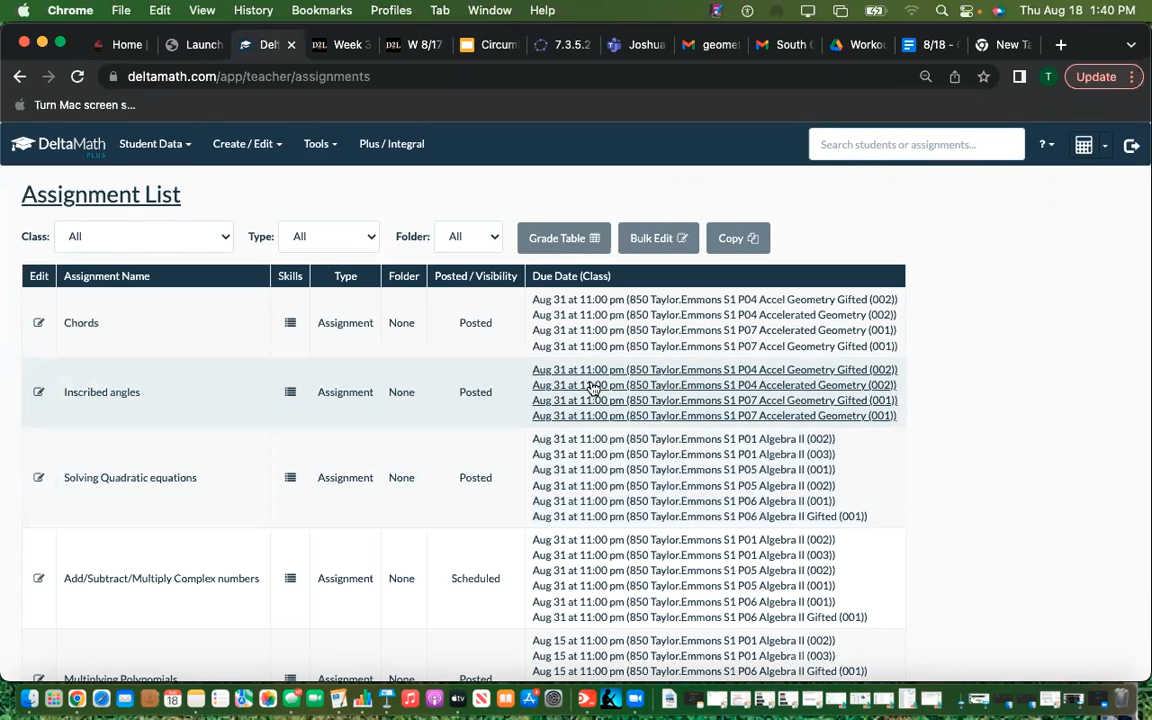 Chrome File Edit View History Bookmarks Profiles Tab Window Help Thu Aug 18 1:40 PM
Home Launch Delt D2L Week 3 D2L W 8/17 Circum 7.3.5.2 Joshua geomet South Workou 8/18 - New Ta
deltamath.com/app/teacher/assignments T Update
Turn Mac screen s...
DeltaMath PLUS Student Data Create / Edit Tools Plus / Integral Search students or assignments... ?
Assignment List
Class: All Type: All Folder: All Grade Table Bulk Edit Copy
Edit Assignment Name Skills Type Folder Posted / Visibility Due Date (Class)
Chords Assignment None Posted
Aug 31 at 11:00 pm (850 Taylor.Emmons S1 P04 Accel Geometry Gifted (002))
Aug 31 at 11:00 pm (850 Taylor.Emmons S1 P04 Accelerated Geometry (002))
Aug 31 at 11:00 pm (850 Taylor.Emmons S1 P07 Accelerated Geometry (001))
Aug 31 at 11:00 pm (850 Taylor.Emmons S1 P07 Accel Geometry Gifted (001))
Inscribed angles Assignment None Posted
Aug 31 at 11:00 pm (850 Taylor.Emmons S1 P04 Accel Geometry Gifted (002))
Aug 31 at 11:00 pm (850 Taylor.Emmons S1 P04 Accelerated Geometry (002))
Aug 31 at 11:00 pm (850 Taylor.Emmons S1 P07 Accel Geometry Gifted (001))
Aug 31 at 11:00 pm (850 Taylor.Emmons S1 P07 Accelerated Geometry (001))
Solving Quadratic equations Assignment None Posted
Aug 31 at 11:00 pm (850 Taylor.Emmons S1 P01 Algebra II (002))
Aug 31 at 11:00 pm (850 Taylor.Emmons S1 P01 Algebra II (003))
Aug 31 at 11:00 pm (850 Taylor.Emmons S1 P05 Algebra II (001))
Aug 31 at 11:00 pm (850 Taylor.Emmons S1 P05 Algebra II (002))
Aug 31 at 11:00 pm (850 Taylor.Emmons S1 P06 Algebra II (001))
Aug 31 at 11:00 pm (850 Taylor.Emmons S1 P06 Algebra II Gifted (001))
Add/Subtract/Multiply Complex numbers Assignment None Scheduled
Aug 31 at 11:00 pm (850 Taylor.Emmons S1 P01 Algebra II (002))
Aug 31 at 11:00 pm (850 Taylor.Emmons S1 P01 Algebra II (003))
Aug 31 at 11:00 pm (850 Taylor.Emmons S1 P05 Algebra II (002))
Aug 31 at 11:00 pm (850 Taylor.Emmons S1 P05 Algebra II (001))
Aug 31 at 11:00 pm (850 Taylor.Emmons S1 P06 Algebra II (001))
Aug 31 at 11:00 pm (850 Taylor.Emmons S1 P06 Algebra II Gifted (001))
Multiplying Polynomials Assignment None Posted
Aug 15 at 11:00 pm (850 Taylor.Emmons S1 P01 Algebra II (002))
Aug 15 at 11:00 pm (850 Taylor.Emmons S1 P01 Algebra II (003))
Aug 15 at 11:00 pm (850 Taylor.Emmons S1 P06 Algebra II Gifted (001))